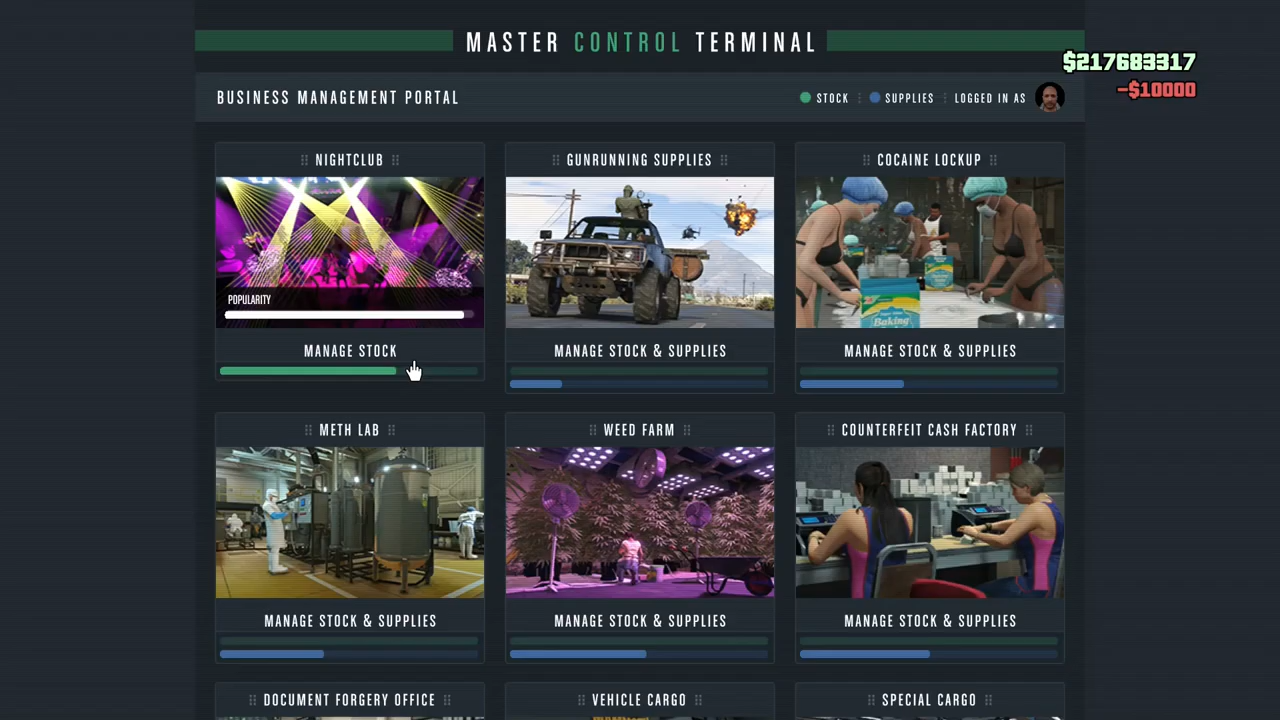 MASTER CONTROL TERMINAL
$217683317
-$10000
BUSINESS MANAGEMENT PORTAL
STOCK
SUPPLIES
LOGGED IN AS
NIGHTCLUB
GUNRUNNING SUPPLIES
COCAINE LOCKUP
POPULARITY
Baking
MANAGE STOCK
MANAGE STOCK & SUPPLIES
MANAGE STOCK & SUPPLIES
METH LAB
WEED FARM
COUNTERFEIT CASH FACTORY
MANAGE STOCK & SUPPLIES
MANAGE STOCK & SUPPLIES
MANAGE STOCK & SUPPLIES
DOCUMENT FORGERY OFFICE
VEHICLE CARGO
SPECIAL CARGO